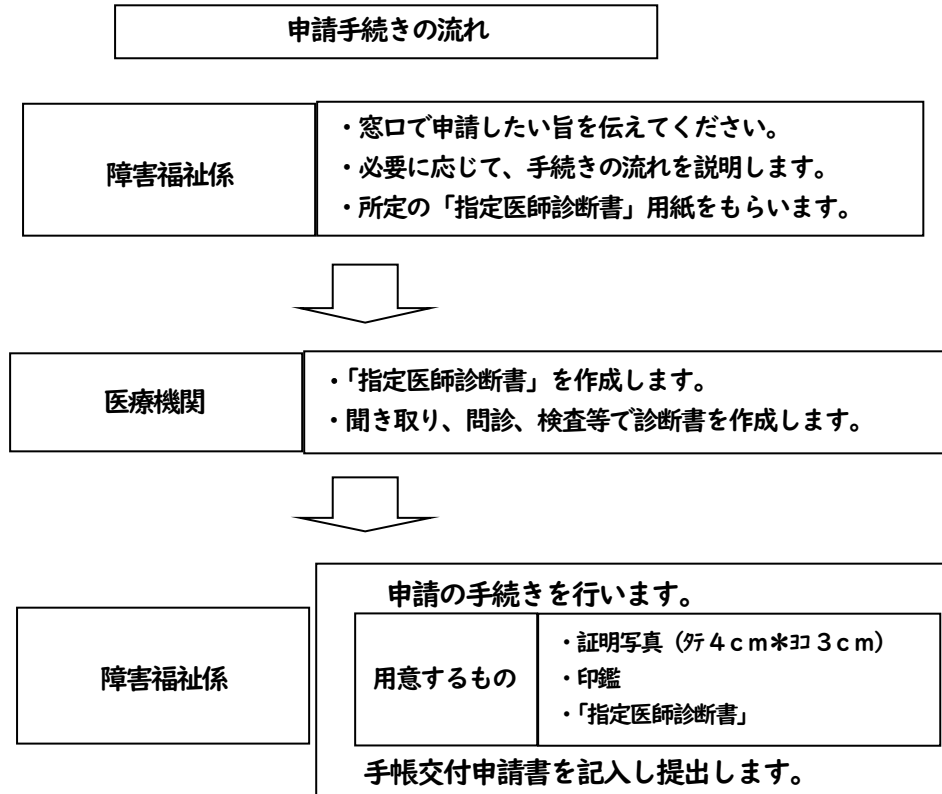 申請手続きの流れ
障害福祉係
・窓口で申請したい旨を伝えてください。
・必要に応じて、手続きの流れを説明します。
・所定の「指定医師診断書」用紙をもらいます。
医療機関
・「指定医師診断書」を作成します。
・聞き取り、問診、検査等で診断書を作成します。
障害福祉係
申請の手続きを行います。
用意するもの
・証明写真（ﾀﾃ４ｃｍ＊ﾖｺ３ｃｍ）
・印鑑
・「指定医師診断書」
手帳交付申請書を記入し提出します。